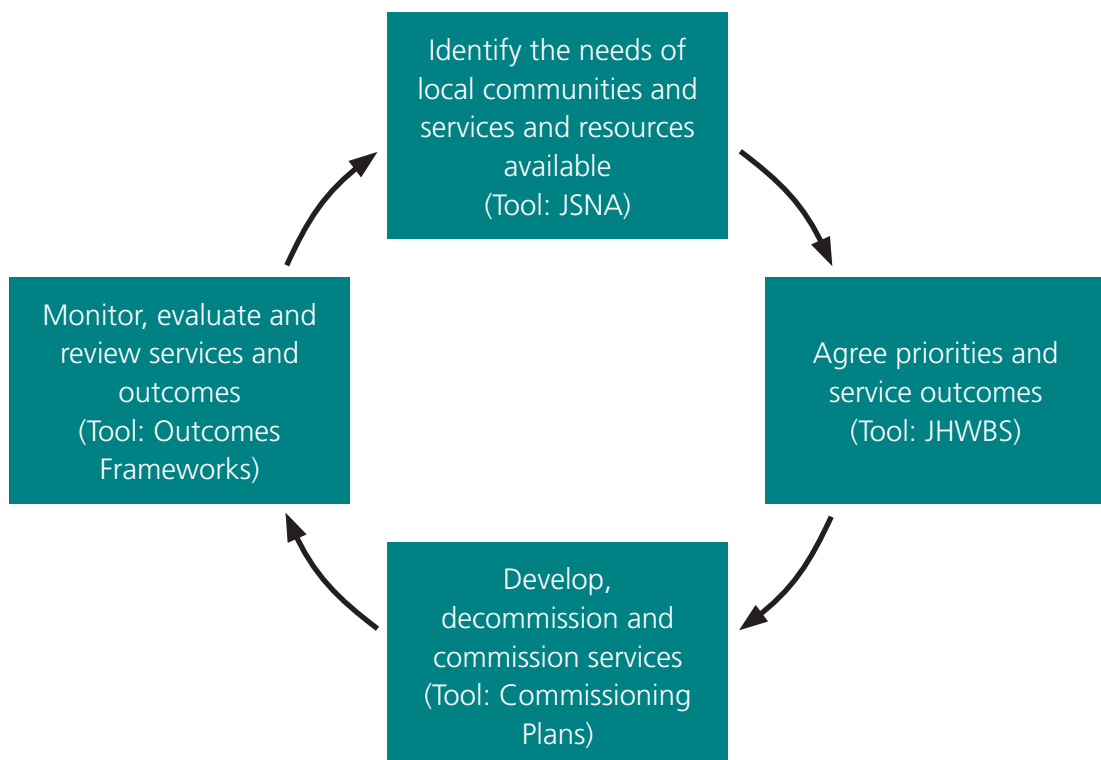 Identify the needs of
local communities and
services and resources
available
(Tool: JSNA)
Agree priorities and
service outcomes
(Tool: JHWBS)
Develop,
decommission and
commission services
(Tool: Commissioning
Plans)
Monitor, evaluate and
review services and
outcomes
(Tool: Outcomes
Frameworks)